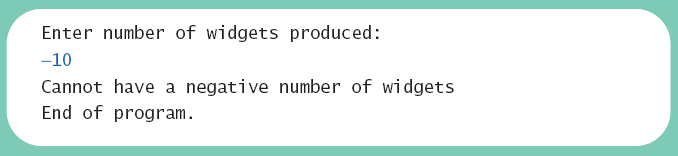 Enter number of widgets produced:
–10
Cannot have a negative number of widgets
End of program.